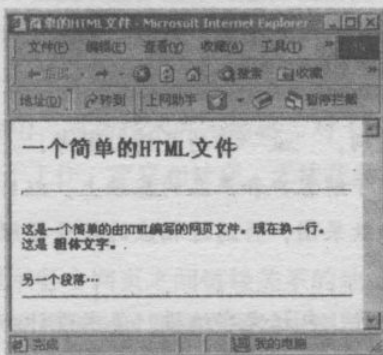 简单的HTML文件 - Microsoft Internet Explorer
文件(F) 编辑(E) 查看(V) 收藏(A) 工具(T) »
后退 搜索 收藏 »
地址(D) 转到 上网助手 暂停拦截
一个简单的HTML文件
这是一个简单的由HTML编写的网页文件。现在换一行。
这是 粗体文字。
另一个段落…
完成 我的电脑